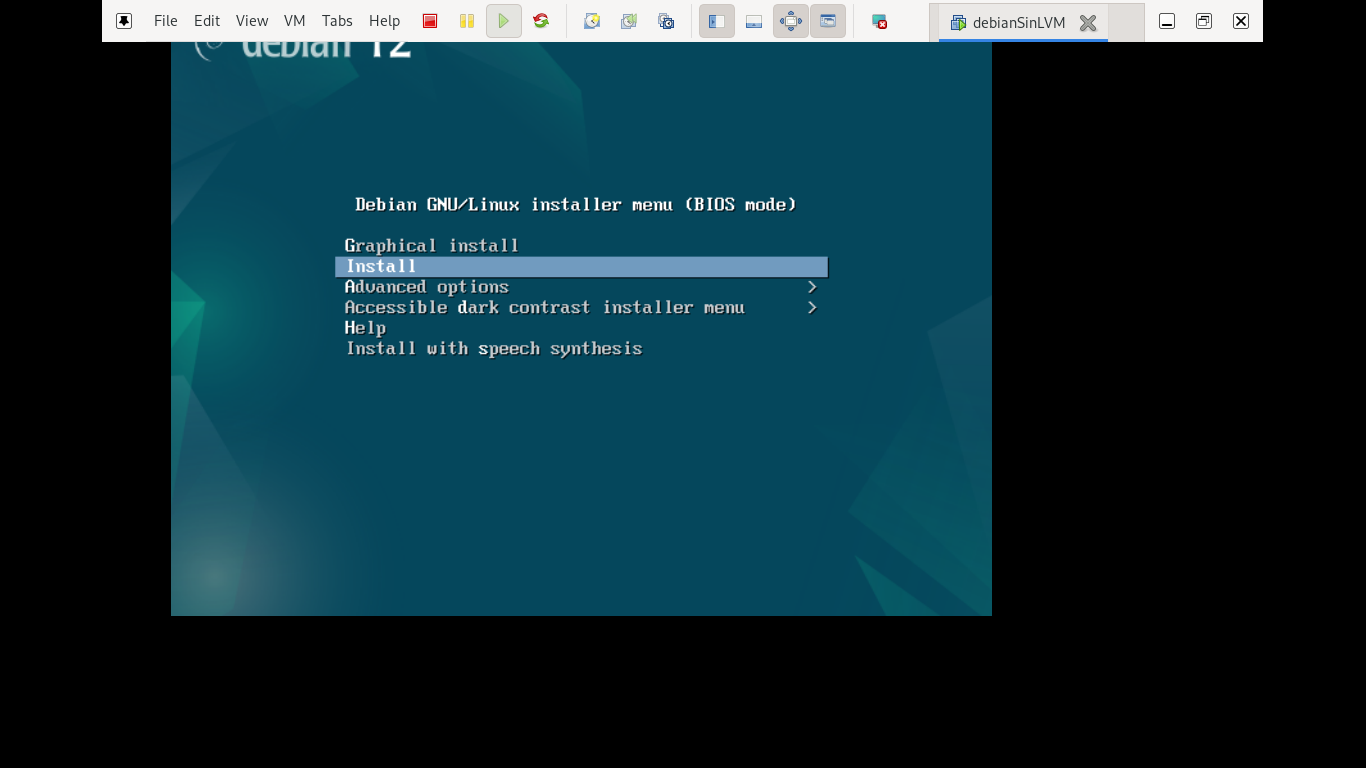 File Edit View VM Tabs Help debianSinLVM
debian 12
Debian GNU/Linux installer menu (BIOS mode)
Graphical install
Install
Advanced options >
Accessible dark contrast installer menu >
Help
Install with speech synthesis